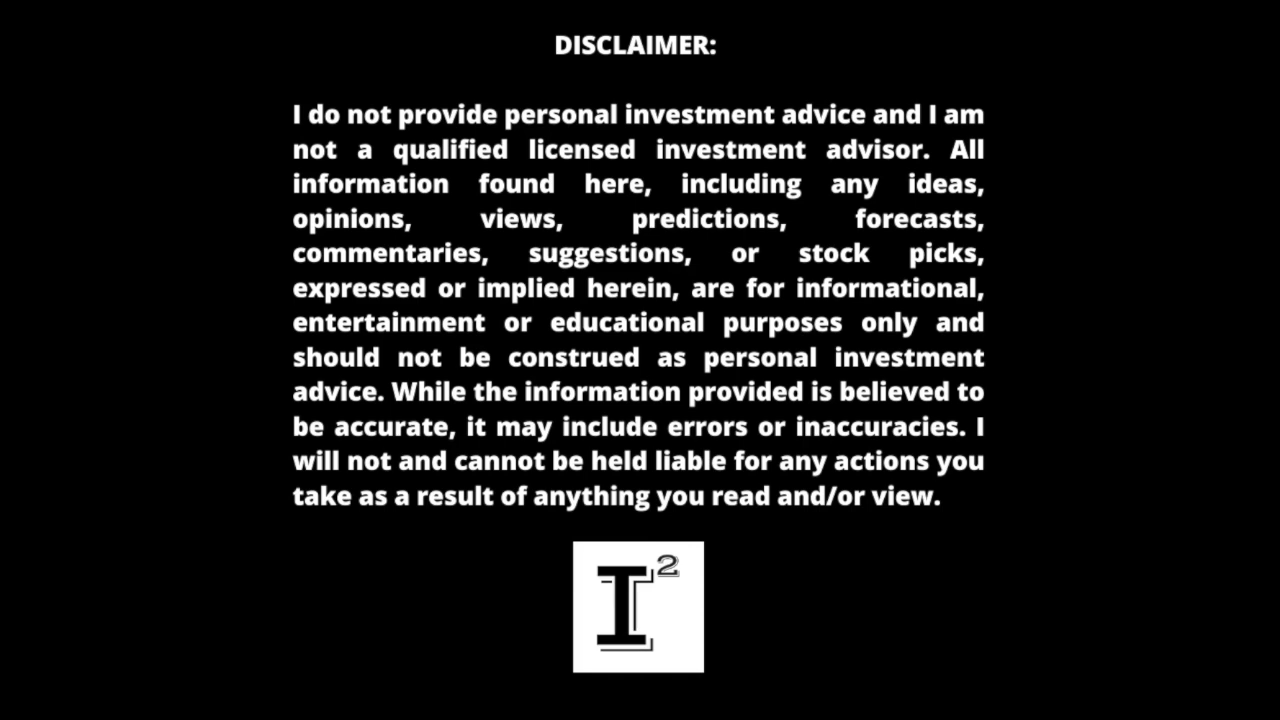 DISCLAIMER:
I do not provide personal investment advice and I am
not a qualified licensed investment advisor. All
information found here, including any ideas,
opinions, views, predictions, forecasts,
commentaries, suggestions, or stock picks,
expressed or implied herein, are for informational,
entertainment or educational purposes only and
should not be construed as personal investment
advice. While the information provided is believed to
be accurate, it may include errors or inaccuracies. I
will not and cannot be held liable for any actions you
take as a result of anything you read and/or view.
I²